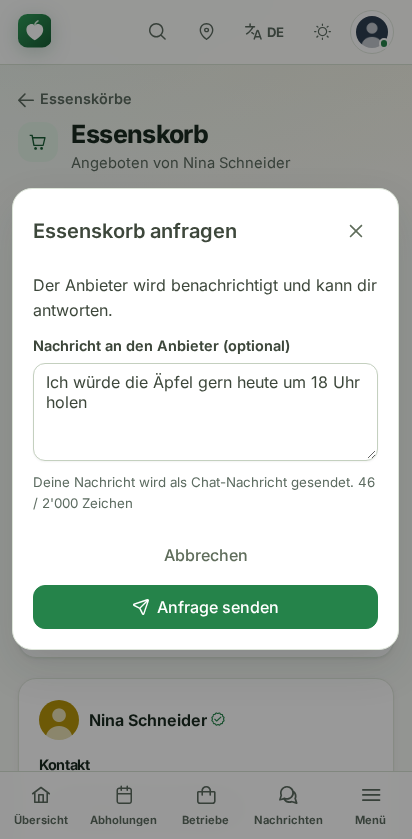 DE
Essenskörbe
Essenskorb
Angeboten von Nina Schneider
Essenskorb anfragen
Der Anbieter wird benachrichtigt und kann dir
antworten.
Nachricht an den Anbieter (optional)
Ich würde die Äpfel gern heute um 18 Uhr
holen
Deine Nachricht wird als Chat-Nachricht gesendet. 46
/ 2'000 Zeichen
Abbrechen
Anfrage senden
Nina Schneider
Kontakt
Übersicht
Abholungen
Betriebe
Nachrichten
Menü